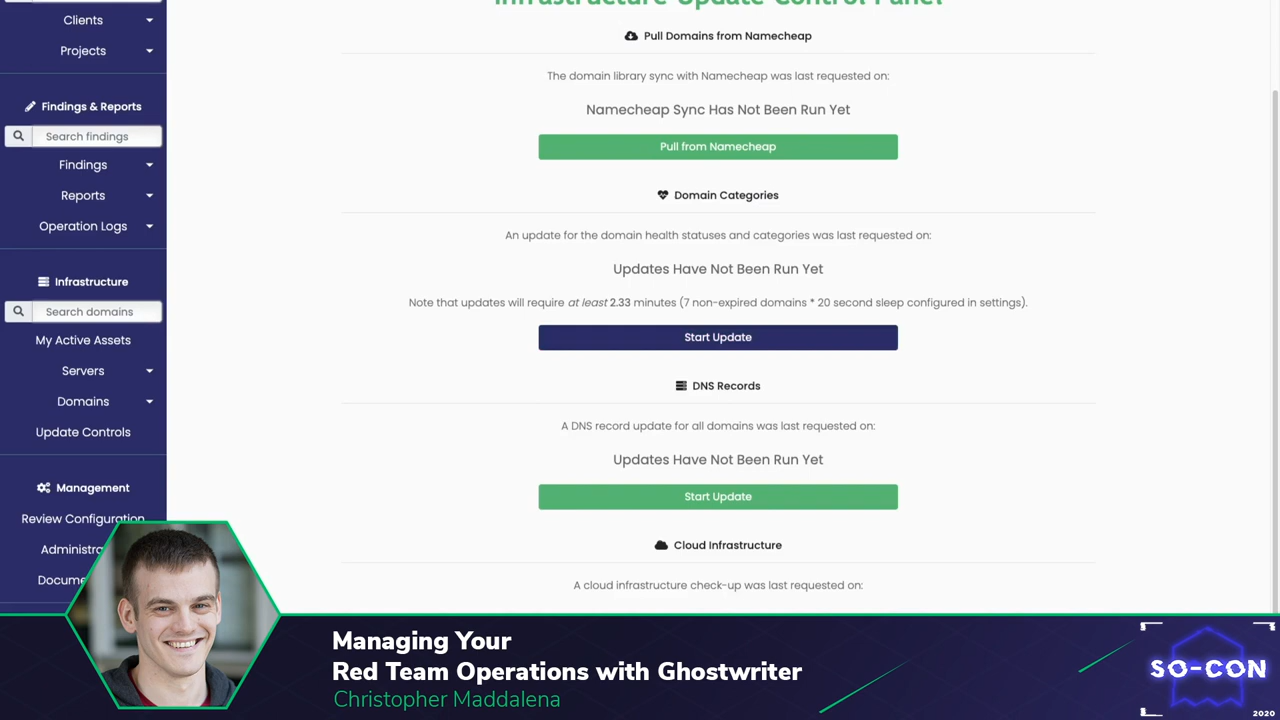 Infrastructure Update Control Panel
Clients
Projects
Findings & Reports
Search findings
Findings
Reports
Operation Logs
Infrastructure
Search domains
My Active Assets
Servers
Domains
Update Controls
Management
Review Configuration
Administra
Docume
Pull Domains from Namecheap
The domain library sync with Namecheap was last requested on:
Namecheap Sync Has Not Been Run Yet
Pull from Namecheap
Domain Categories
An update for the domain health statuses and categories was last requested on:
Updates Have Not Been Run Yet
Note that updates will require at least 2.33 minutes (7 non-expired domains * 20 second sleep configured in settings).
Start Update
DNS Records
A DNS record update for all domains was last requested on:
Updates Have Not Been Run Yet
Start Update
Cloud Infrastructure
A cloud infrastructure check-up was last requested on:
Managing Your
Red Team Operations with Ghostwriter
Christopher Maddalena
SO-CON
2020